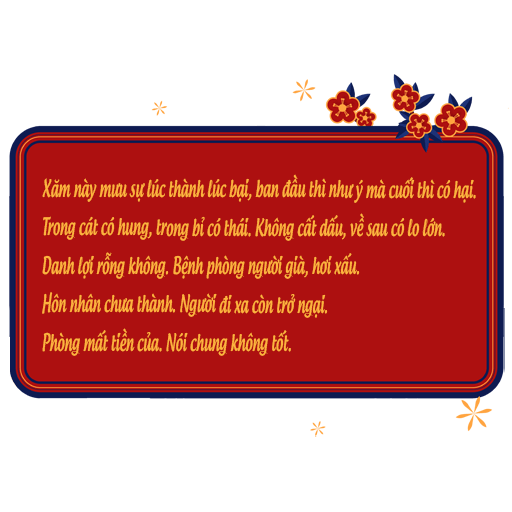 Xăm này mưu sự lúc thành lúc bại, ban đầu thì như ý mà cuối thì có hại.
Trong cát có hung, trong bỉ có thái. Không cất dấu, về sau có lo lớn.
Danh lợi rỗng không. Bệnh phòng người già, hơi xấu.
Hôn nhân chưa thành. Người đi xa còn trở ngại.
Phòng mất tiền của. Nói chung không tốt.